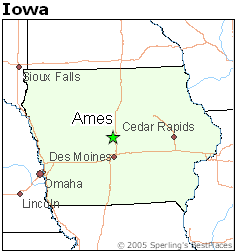 Iowa
Sioux Falls
Ames
Cedar Rapids
Des Moines
Omaha
Lincoln
© 2005 Sperling's BestPlaces